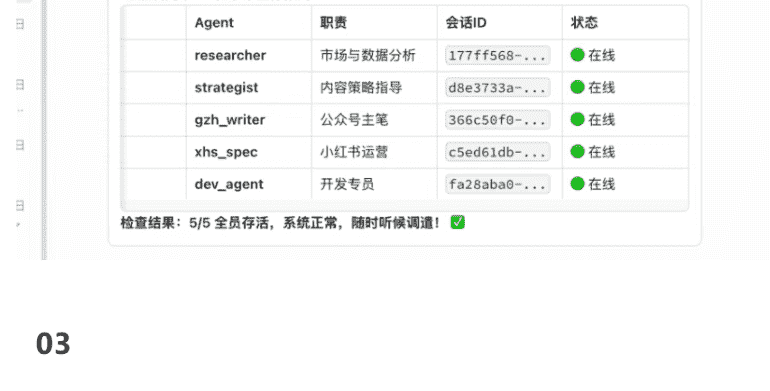 Agent 职责 会话ID 状态
researcher 市场与数据分析 177ff568-... 在线
strategist 内容策略指导 d8e3733a-... 在线
gzh_writer 公众号主笔 366c50f0-... 在线
xhs_spec 小红书运营 c5ed61db-... 在线
dev_agent 开发专员 fa28aba0-... 在线
检查结果：5/5 全员存活，系统正常，随时听候调遣！ ✅
03